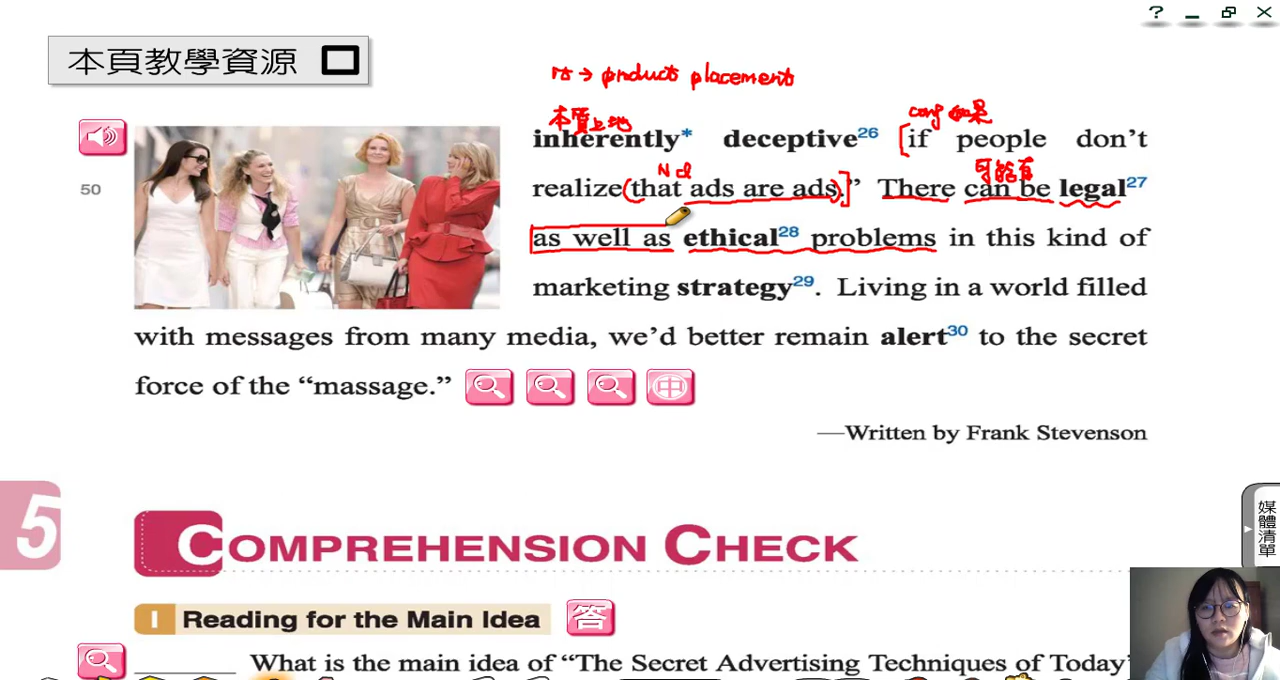 ? 
本頁教學資源
→ products placement
本質上地
conj 如果
50
inherently* deceptive26 [if people don't
N cl
可能有
realize (that ads are ads).]” There can be legal27
as well as ethical28 problems in this kind of
marketing strategy29. Living in a world filled
with messages from many media, we'd better remain alert30 to the secret
force of the “massage.”
中
—Written by Frank Stevenson
媒體清單
5
COMPREHENSION CHECK
I Reading for the Main Idea
答
What is the main idea of “The Secret Advertising Techniques of Today’